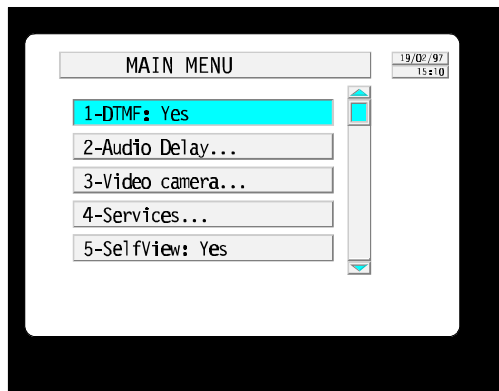 MAIN MENU
19/02/97
15:10
1-DTMF: Yes
2-Audio Delay...
3-Video camera...
4-Services...
5-SelfView: Yes